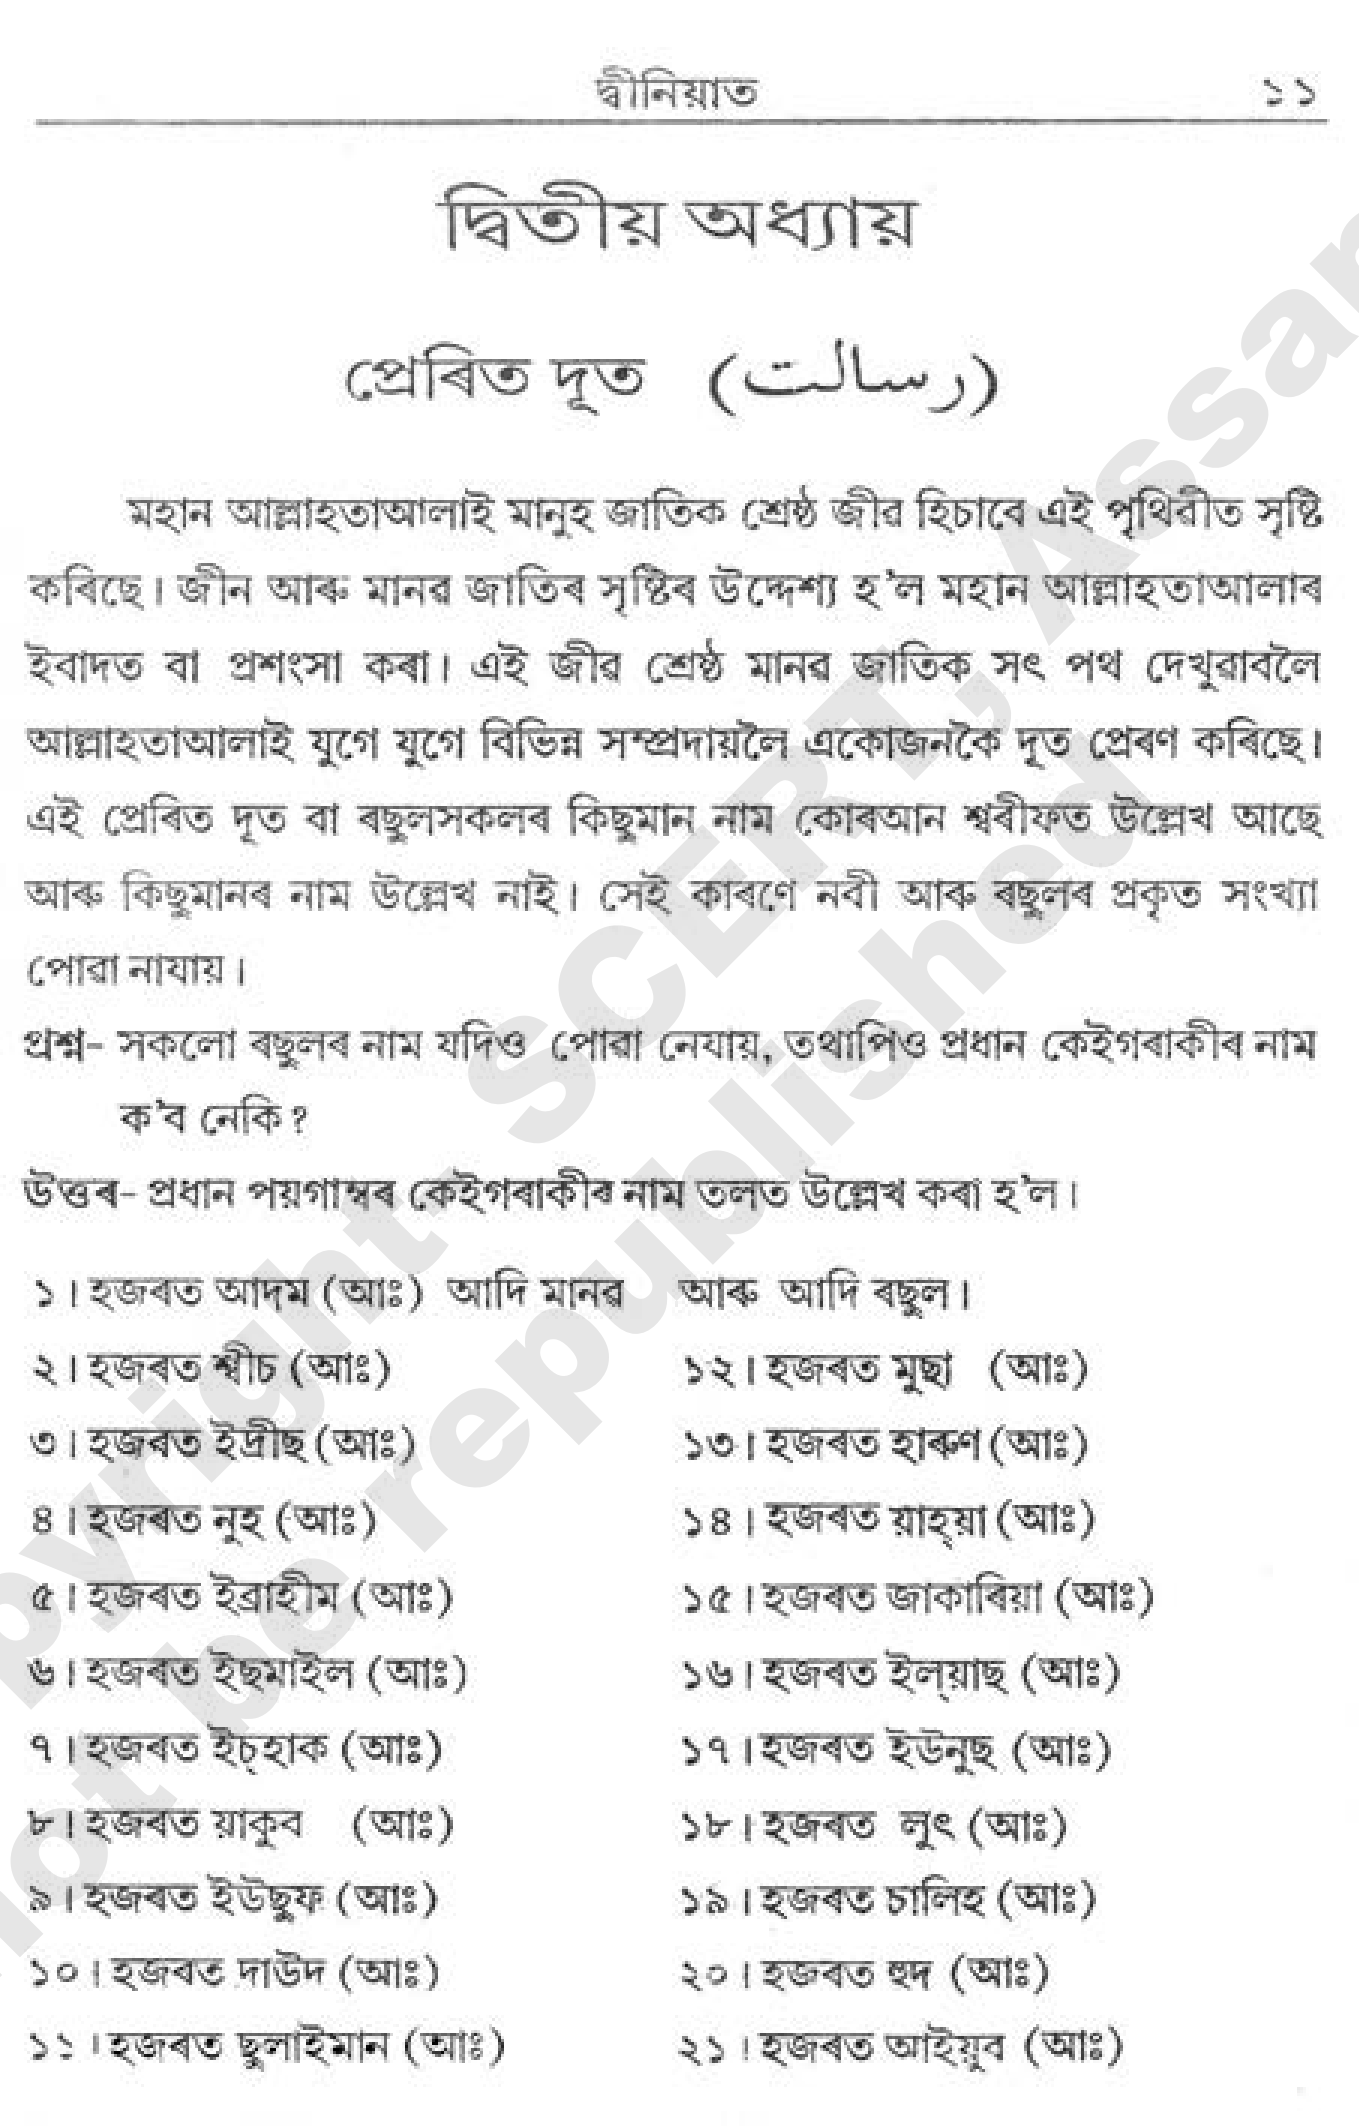 দ্বীনিয়াত ১১
দ্বিতীয় অধ্যায়
প্ৰেৰিত দূত (رسالت)
মহান আল্লাহতাআলাই মানুহ জাতিক শ্ৰেষ্ঠ জীৱ হিচাবে এই পৃথিৱীত সৃষ্টি
কৰিছে। জীন আৰু মানৱ জাতিৰ সৃষ্টিৰ উদ্দেশ্য হ’ল মহান আল্লাহতাআলাৰ
ইবাদত বা প্ৰশংসা কৰা। এই জীৱ শ্ৰেষ্ঠ মানৱ জাতিক সৎ পথ দেখুৱাবলৈ
আল্লাহতাআলাই যুগে যুগে বিভিন্ন সম্প্ৰদায়লৈ একোজনকৈ দূত প্ৰেৰণ কৰিছে।
এই প্ৰেৰিত দূত বা ৰছুলসকলৰ কিছুমান নাম কোৰআন শ্বৰীফত উল্লেখ আছে
আৰু কিছুমানৰ নাম উল্লেখ নাই। সেই কাৰণে নবী আৰু ৰছুলৰ প্ৰকৃত সংখ্যা
পোৱা নাযায়।
প্ৰশ্ন- সকলো ৰছুলৰ নাম যদিও পোৱা নেযায়, তথাপিও প্ৰধান কেইগৰাকীৰ নাম
ক’ব নেকি?
উত্তৰ- প্ৰধান পয়গাম্বৰ কেইগৰাকীৰ নাম তলত উল্লেখ কৰা হ’ল।
১। হজৰত আদম (আঃ) আদি মানৱ আৰু আদি ৰছুল।
২। হজৰত শ্বীচ (আঃ)
৩। হজৰত ইদ্ৰীছ (আঃ)
৪। হজৰত নুহ (আঃ)
৫। হজৰত ইব্ৰাহীম (আঃ)
৬। হজৰত ইছমাইল (আঃ)
৭। হজৰত ইচ্হাক (আঃ)
৮। হজৰত য়াকুব (আঃ)
৯। হজৰত ইউছুফ (আঃ)
১০। হজৰত দাউদ (আঃ)
১১। হজৰত ছুলাইমান (আঃ)
১২। হজৰত মুছা (আঃ)
১৩। হজৰত হাৰুণ (আঃ)
১৪। হজৰত য়াহ্য়া (আঃ)
১৫। হজৰত জাকাৰিয়া (আঃ)
১৬। হজৰত ইল্য়াছ (আঃ)
১৭। হজৰত ইউনুছ (আঃ)
১৮। হজৰত লুৎ (আঃ)
১৯। হজৰত চালিহ (আঃ)
২০। হজৰত হুদ (আঃ)
২১। হজৰত আইয়ুব (আঃ)
SCERT, Assam
be republished